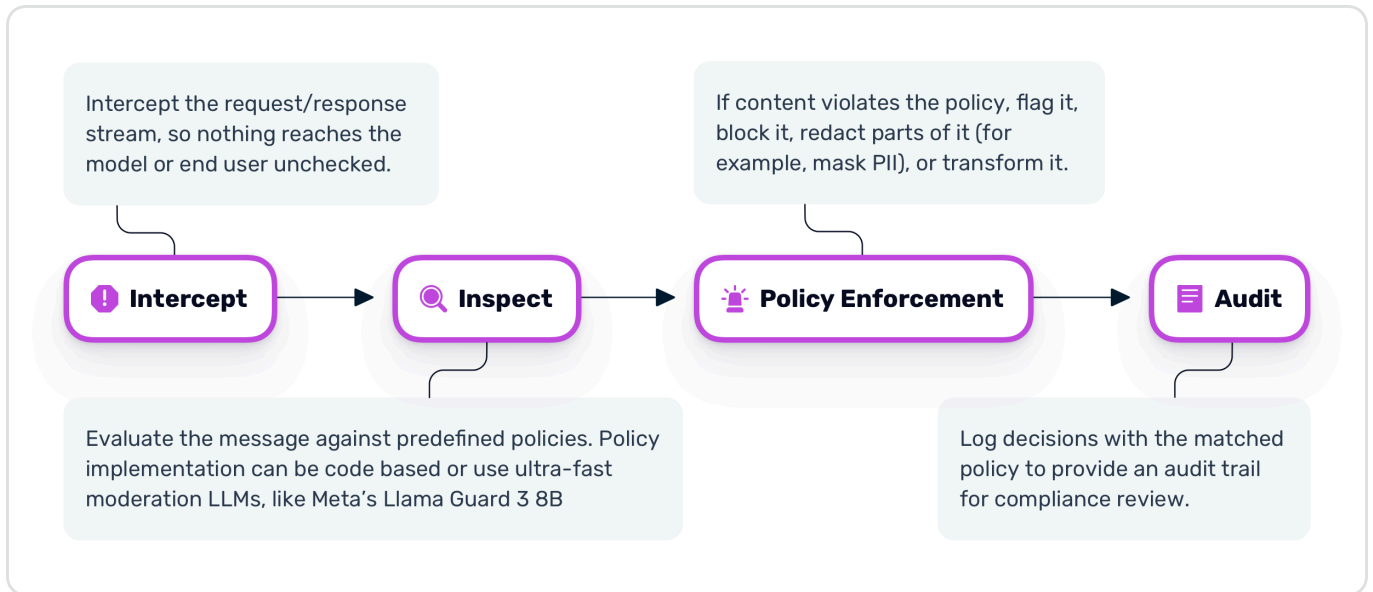 Intercept the request/response
stream, so nothing reaches the
model or end user unchecked.
If content violates the policy, flag it,
block it, redact parts of it (for
example, mask PII), or transform it.
Intercept
Inspect
Policy Enforcement
Audit
Evaluate the message against predefined policies. Policy
implementation can be code based or use ultra-fast
moderation LLMs, like Meta’s Llama Guard 3 8B
Log decisions with the matched
policy to provide an audit trail
for compliance review.